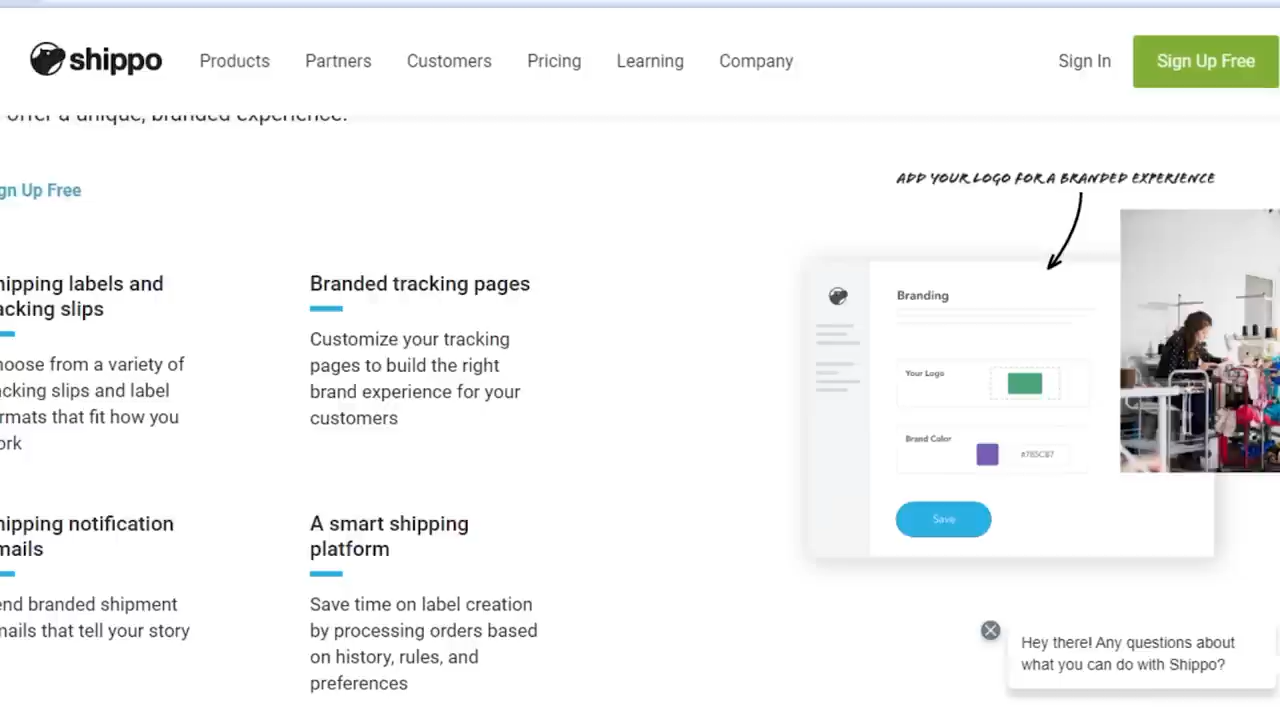 shippo Products Partners Customers Pricing Learning Company Sign In Sign Up Free
offer a unique, branded experience.
gn Up Free
ADD YOUR LOGO FOR A BRANDED EXPERIENCE
hipping labels and
acking slips
hoose from a variety of
acking slips and label
rmats that fit how you
ork
Branded tracking pages
Customize your tracking
pages to build the right
brand experience for your
customers
Branding
Your Logo
Brand Color
#785CB7
Save
hipping notification
mails
end branded shipment
mails that tell your story
A smart shipping
platform
Save time on label creation
by processing orders based
on history, rules, and
preferences
Hey there! Any questions about
what you can do with Shippo?